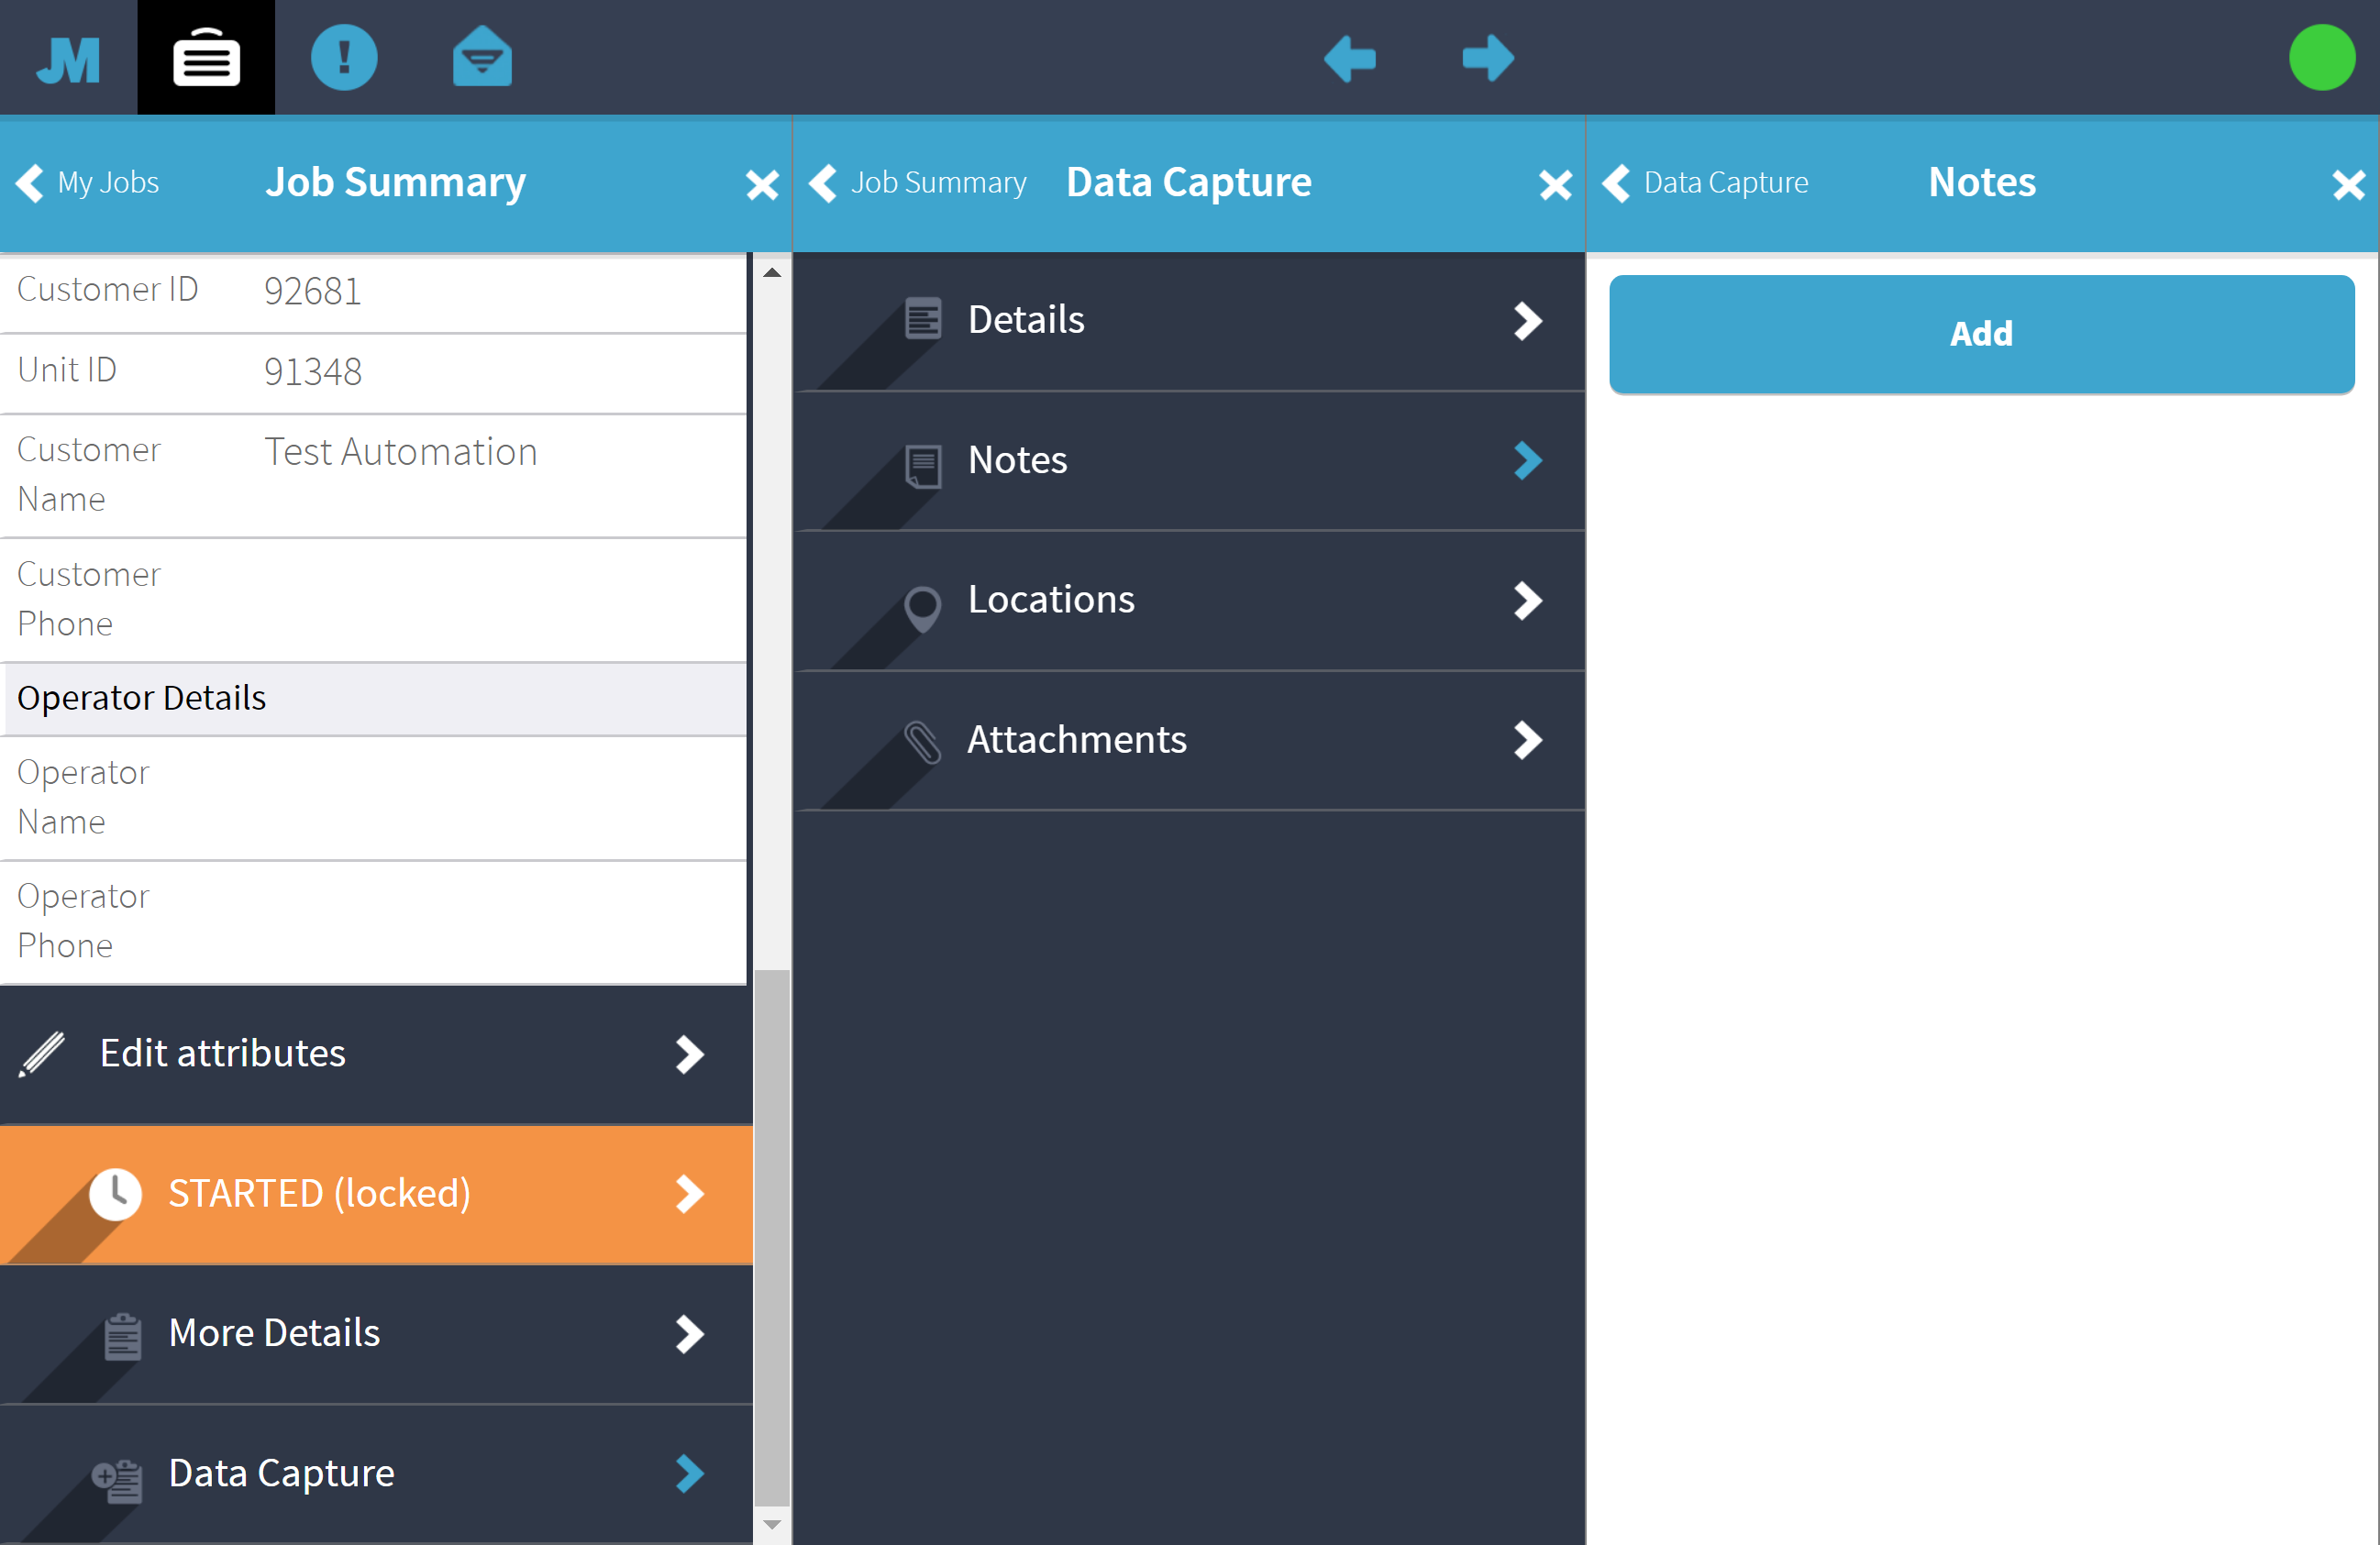 JM
My Jobs
Job Summary
Job Summary
Data Capture
Data Capture
Notes
Customer ID
92681
Unit ID
91348
Customer
Name
Test Automation
Customer
Phone
Operator Details
Operator
Name
Operator
Phone
Edit attributes
STARTED (locked)
More Details
Data Capture
Details
Notes
Locations
Attachments
Add